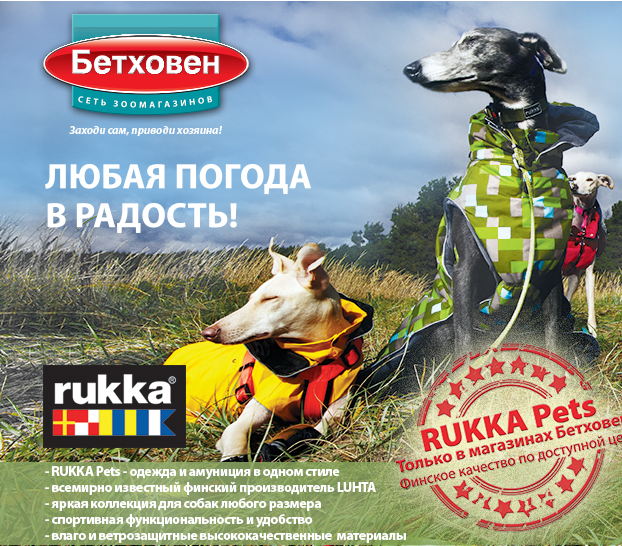 Бетховен
СЕТЬ ЗООМАГАЗИНОВ
Заходи сам, приводи хозяина!
ЛЮБАЯ ПОГОДА
В РАДОСТЬ!
rukka
rukka®
RUKKA Pets
Только в магазинах Бетховен
Финское качество по доступной це
- RUKKA Pets - одежда и амуниция в одном стиле
- всемирно известный финский производитель LUHTA
- яркая коллекция для собак любого размера
- спортивная функциональность и удобство
- влаго и ветрозащитные высококачественные материалы